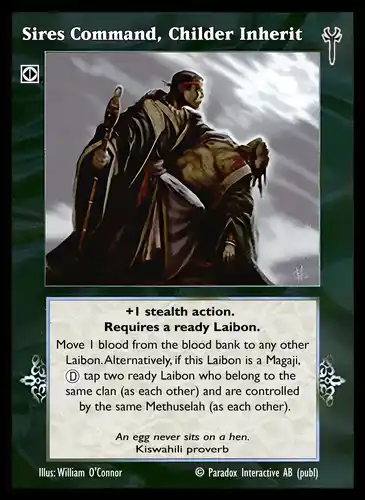 Sires Command, Childer Inherit
+1 stealth action.
Requires a ready Laibon.
Move 1 blood from the blood bank to any other
Laibon. Alternatively, if this Laibon is a Magaji,
Ⓓ tap two ready Laibon who belong to the
same clan (as each other) and are controlled
by the same Methuselah (as each other).
An egg never sits on a hen.
Kiswahili proverb
Illus: William O'Connor
© Paradox Interactive AB (publ)